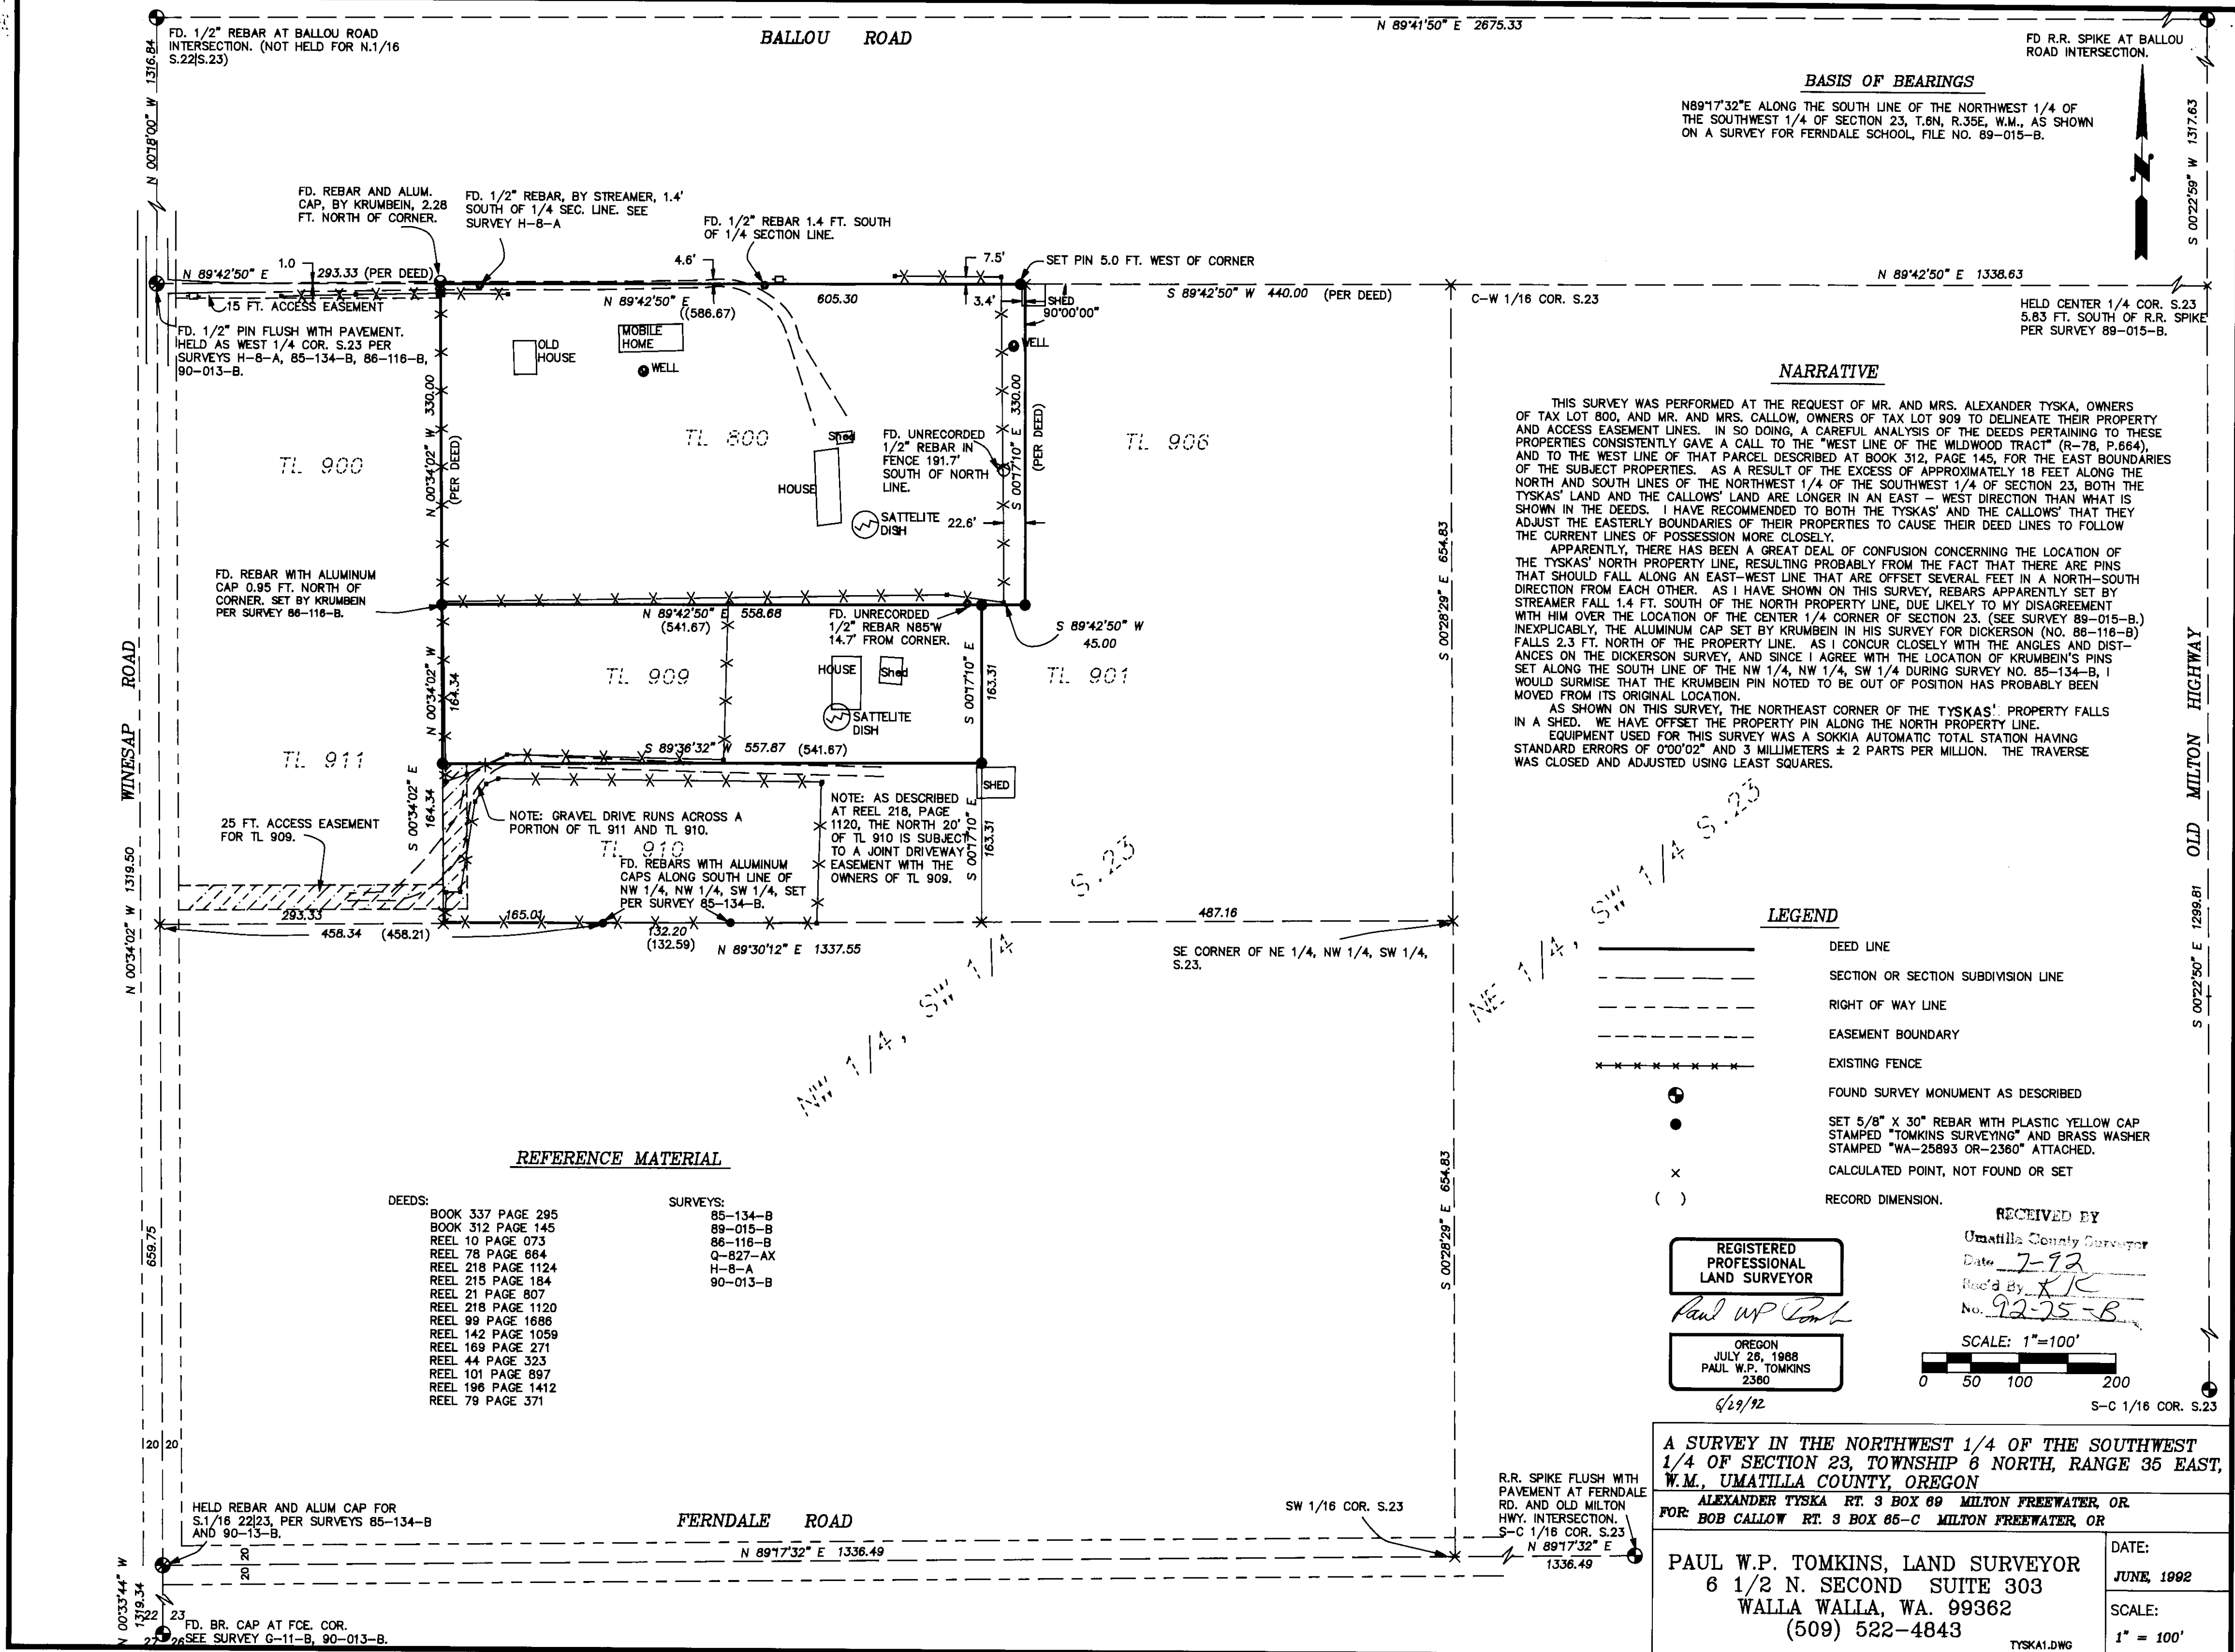 N 89°41'50" E 2675.33
FD. 1/2" REBAR AT BALLOU ROAD
INTERSECTION. (NOT HELD FOR N.1/16
S.22|S.23)
BALLOU ROAD
FD R.R. SPIKE AT BALLOU
ROAD INTERSECTION.
N 00°18'00" W 1316.84
BASIS OF BEARINGS
N89°17'32"E ALONG THE SOUTH LINE OF THE NORTHWEST 1/4 OF
THE SOUTHWEST 1/4 OF SECTION 23, T.6N, R.35E, W.M., AS SHOWN
ON A SURVEY FOR FERNDALE SCHOOL, FILE NO. 89-015-B.
N
S 00°22'59" W 1317.63
FD. REBAR AND ALUM.
CAP, BY KRUMBEIN, 2.28
FT. NORTH OF CORNER.
FD. 1/2" REBAR, BY STREAMER, 1.4'
SOUTH OF 1/4 SEC. LINE. SEE
SURVEY H-8-A
FD. 1/2" REBAR 1.4 FT. SOUTH
OF 1/4 SECTION LINE.
N 89°42'50" E
1.0
293.33 (PER DEED)
4.6'
7.5'
SET PIN 5.0 FT. WEST OF CORNER
N 89°42'50" E
(586.67)
605.30
3.4'
SHED
90°00'00"
S 89°42'50" W 440.00 (PER DEED)
C-W 1/16 COR. S.23
N 89°42'50" E 1338.63
HELD CENTER 1/4 COR. S.23
5.83 FT. SOUTH OF R.R. SPIKE
PER SURVEY 89-015-B.
15 FT. ACCESS EASEMENT
FD. 1/2" PIN FLUSH WITH PAVEMENT.
HELD AS WEST 1/4 COR. S.23 PER
SURVEYS H-8-A, 85-134-B, 86-116-B,
90-013-B.
OLD
HOUSE
MOBILE
HOME
WELL
WELL
N 00°34'02" W 330.00
(PER DEED)
TL 900
TL 800
Shed
HOUSE
FD. UNRECORDED
1/2" REBAR IN
FENCE 191.7'
SOUTH OF NORTH
LINE.
SATTELITE
DISH
22.6'
S 00°17'10" E 330.00
(PER DEED)
TL 906
S 00°28'29" E 654.83
NARRATIVE
THIS SURVEY WAS PERFORMED AT THE REQUEST OF MR. AND MRS. ALEXANDER TYSKA, OWNERS
OF TAX LOT 800, AND MR. AND MRS. CALLOW, OWNERS OF TAX LOT 909 TO DELINEATE THEIR PROPERTY
AND ACCESS EASEMENT LINES. IN SO DOING, A CAREFUL ANALYSIS OF THE DEEDS PERTAINING TO THESE
PROPERTIES CONSISTENTLY GAVE A CALL TO THE "WEST LINE OF THE WILDWOOD TRACT" (R-78, P.664),
AND TO THE WEST LINE OF THAT PARCEL DESCRIBED AT BOOK 312, PAGE 145, FOR THE EAST BOUNDARIES
OF THE SUBJECT PROPERTIES. AS A RESULT OF THE EXCESS OF APPROXIMATELY 18 FEET ALONG THE
NORTH AND SOUTH LINES OF THE NORTHWEST 1/4 OF THE SOUTHWEST 1/4 OF SECTION 23, BOTH THE
TYSKAS' LAND AND THE CALLOWS' LAND ARE LONGER IN AN EAST - WEST DIRECTION THAN WHAT IS
SHOWN IN THE DEEDS. I HAVE RECOMMENDED TO BOTH THE TYSKAS' AND THE CALLOWS' THAT THEY
ADJUST THE EASTERLY BOUNDARIES OF THEIR PROPERTIES TO CAUSE THEIR DEED LINES TO FOLLOW
THE CURRENT LINES OF POSSESSION MORE CLOSELY.
APPARENTLY, THERE HAS BEEN A GREAT DEAL OF CONFUSION CONCERNING THE LOCATION OF
THE TYSKAS' NORTH PROPERTY LINE, RESULTING PROBABLY FROM THE FACT THAT THERE ARE PINS
THAT SHOULD FALL ALONG AN EAST-WEST LINE THAT ARE OFFSET SEVERAL FEET IN A NORTH-SOUTH
DIRECTION FROM EACH OTHER. AS I HAVE SHOWN ON THIS SURVEY, REBARS APPARENTLY SET BY
STREAMER FALL 1.4 FT. SOUTH OF THE NORTH PROPERTY LINE, DUE LIKELY TO MY DISAGREEMENT
WITH HIM OVER THE LOCATION OF THE CENTER 1/4 CORNER OF SECTION 23. (SEE SURVEY 89-015-B.)
INEXPLICABLY, THE ALUMINUM CAP SET BY KRUMBEIN IN HIS SURVEY FOR DICKERSON (NO. 86-116-B)
FALLS 2.3 FT. NORTH OF THE PROPERTY LINE. AS I CONCUR CLOSELY WITH THE ANGLES AND DIST-
ANCES ON THE DICKERSON SURVEY, AND SINCE I AGREE WITH THE LOCATION OF KRUMBEIN'S PINS
SET ALONG THE SOUTH LINE OF THE NW 1/4, NW 1/4, SW 1/4 DURING SURVEY NO. 85-134-B, I
WOULD SURMISE THAT THE KRUMBEIN PIN NOTED TO BE OUT OF POSITION HAS PROBABLY BEEN
MOVED FROM ITS ORIGINAL LOCATION.
AS SHOWN ON THIS SURVEY, THE NORTHEAST CORNER OF THE TYSKAS' PROPERTY FALLS
IN A SHED. WE HAVE OFFSET THE PROPERTY PIN ALONG THE NORTH PROPERTY LINE.
EQUIPMENT USED FOR THIS SURVEY WAS A SOKKIA AUTOMATIC TOTAL STATION HAVING
STANDARD ERRORS OF 0°00'02" AND 3 MILLIMETERS ± 2 PARTS PER MILLION. THE TRAVERSE
WAS CLOSED AND ADJUSTED USING LEAST SQUARES.
FD. REBAR WITH ALUMINUM
CAP 0.95 FT. NORTH OF
CORNER. SET BY KRUMBEIN
PER SURVEY 86-116-B.
N 89°42'50" E 558.68
(541.67)
FD. UNRECORDED
1/2" REBAR N85°W
14.7' FROM CORNER.
S 89°42'50" W
45.00
N 00°34'02" W
164.34
TL 909
HOUSE
Shed
SATTELITE
DISH
S 00°17'10" E
163.31
TL 901
WINESAP ROAD
TL 911
S 89°36'32" W 557.87 (541.67)
SHED
S 00°34'02" E
164.34
25 FT. ACCESS EASEMENT
FOR TL 909.
NOTE: GRAVEL DRIVE RUNS ACROSS A
PORTION OF TL 911 AND TL 910.
TL 910
NOTE: AS DESCRIBED
AT REEL 218, PAGE
1120, THE NORTH 20'
OF TL 910 IS SUBJECT
TO A JOINT DRIVEWAY
EASEMENT WITH THE
OWNERS OF TL 909.
S 00°17'10" E
163.31
FD. REBARS WITH ALUMINUM
CAPS ALONG SOUTH LINE OF
NW 1/4, NW 1/4, SW 1/4, SET
PER SURVEY 85-134-B.
293.33
165.01
458.34 (458.21)
132.20
(132.59)
N 89°30'12" E 1337.55
487.16
SE CORNER OF NE 1/4, NW 1/4, SW 1/4,
S.23.
N 00°34'02" W 1319.50
NW 1/4, SW 1/4 S.23
NE 1/4, SW 1/4 S.23
OLD MILTON HIGHWAY
S 00°22'50" E 1299.81
LEGEND
DEED LINE
SECTION OR SECTION SUBDIVISION LINE
RIGHT OF WAY LINE
EASEMENT BOUNDARY
EXISTING FENCE
FOUND SURVEY MONUMENT AS DESCRIBED
SET 5/8" X 30" REBAR WITH PLASTIC YELLOW CAP
STAMPED "TOMKINS SURVEYING" AND BRASS WASHER
STAMPED "WA-25893 OR-2360" ATTACHED.
× CALCULATED POINT, NOT FOUND OR SET
( ) RECORD DIMENSION.
REFERENCE MATERIAL
DEEDS:
BOOK 337 PAGE 295
BOOK 312 PAGE 145
REEL 10 PAGE 073
REEL 78 PAGE 664
REEL 218 PAGE 1124
REEL 215 PAGE 184
REEL 21 PAGE 807
REEL 218 PAGE 1120
REEL 99 PAGE 1686
REEL 142 PAGE 1059
REEL 169 PAGE 271
REEL 44 PAGE 323
REEL 101 PAGE 897
REEL 196 PAGE 1412
REEL 79 PAGE 371
SURVEYS:
85-134-B
89-015-B
86-116-B
Q-827-AX
H-8-A
90-013-B
659.75
S 00°28'29" E 654.83
RECEIVED BY
Umatilla County Surveyor
Date 7-92
Rec'd By KK
No. 92-75-B
REGISTERED
PROFESSIONAL
LAND SURVEYOR
Paul WP Tomk
OREGON
JULY 26, 1988
PAUL W.P. TOMKINS
2360
6/29/92
SCALE: 1"=100'
0 50 100 200
S-C 1/16 COR. S.23
20 20
HELD REBAR AND ALUM CAP FOR
S.1/16 22|23, PER SURVEYS 85-134-B
AND 90-13-B.
FERNDALE ROAD
N 89°17'32" E 1336.49
20 20
SW 1/16 COR. S.23
R.R. SPIKE FLUSH WITH
PAVEMENT AT FERNDALE
RD. AND OLD MILTON
HWY. INTERSECTION.
S-C 1/16 COR. S.23
N 89°17'32" E
1336.49
N 00°33'44" W
1319.34
22 23
27 26
FD. BR. CAP AT FCE. COR.
SEE SURVEY G-11-B, 90-013-B.
A SURVEY IN THE NORTHWEST 1/4 OF THE SOUTHWEST
1/4 OF SECTION 23, TOWNSHIP 6 NORTH, RANGE 35 EAST,
W.M., UMATILLA COUNTY, OREGON
FOR: ALEXANDER TYSKA RT. 3 BOX 69 MILTON FREEWATER, OR.
BOB CALLOW RT. 3 BOX 65-C MILTON FREEWATER, OR
PAUL W.P. TOMKINS, LAND SURVEYOR
6 1/2 N. SECOND SUITE 303
WALLA WALLA, WA. 99362
(509) 522-4843
TYSKA1.DWG
DATE:
JUNE, 1992
SCALE:
1" = 100'